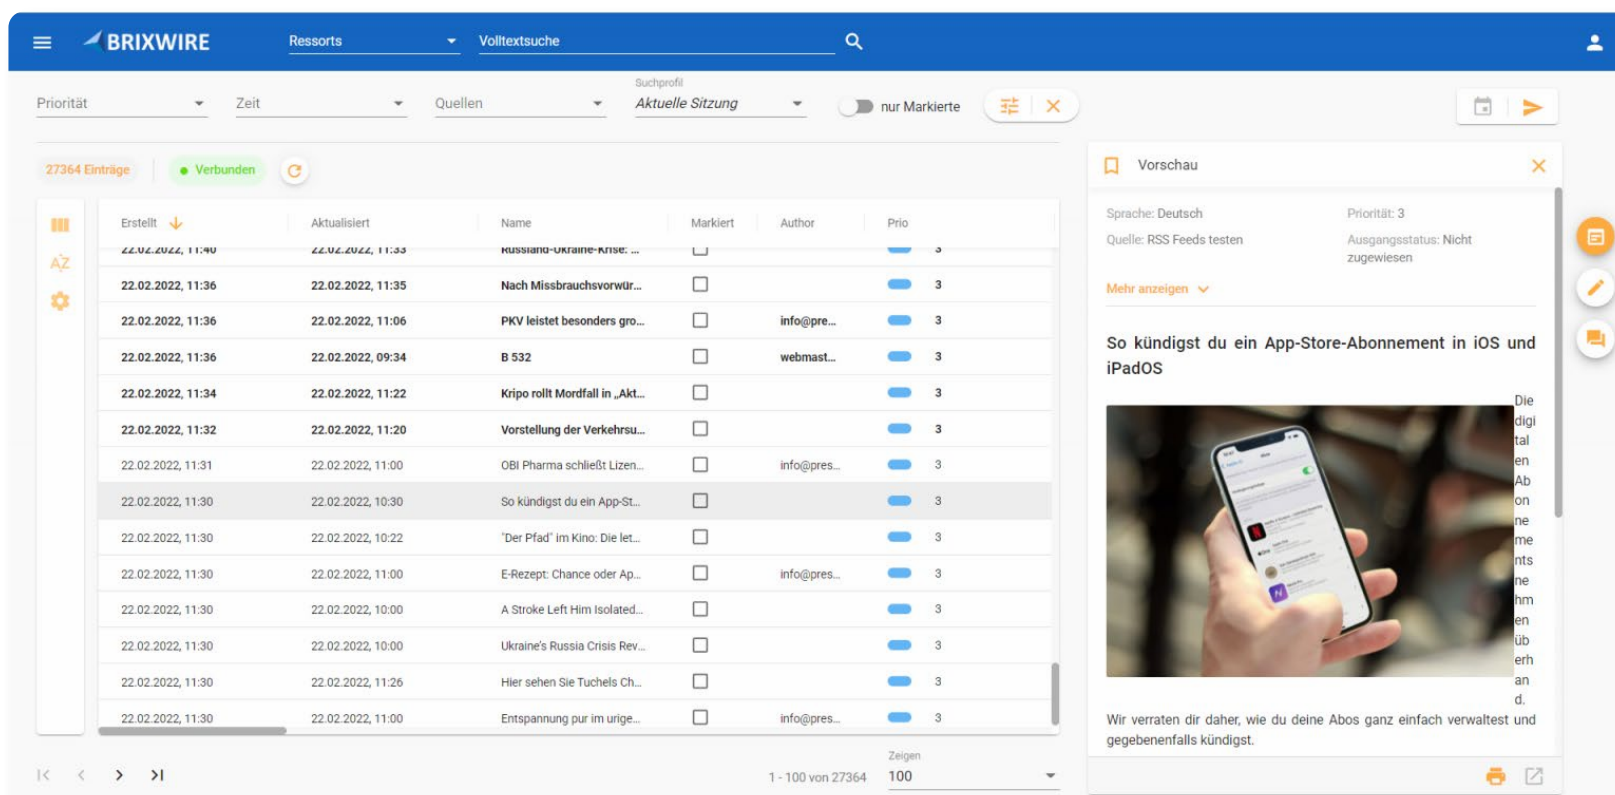 BRIXWIRE
Ressorts
Volltextsuche
Priorität
Zeit
Quellen
Suchprofil
Aktuelle Sitzung
nur Markierte
27364 Einträge
Verbunden
Erstellt Aktualisiert Name Markiert Author Prio
22.02.2022, 11:40 22.02.2022, 11:33 Russland-Ukraine-Krise: ... 3
22.02.2022, 11:36 22.02.2022, 11:35 Nach Missbrauchsvorwür... 3
22.02.2022, 11:36 22.02.2022, 11:06 PKV leistet besonders gro... info@pre... 3
22.02.2022, 11:36 22.02.2022, 09:34 B 532 webmast... 3
22.02.2022, 11:34 22.02.2022, 11:22 Kripo rollt Mordfall in „Akt... 3
22.02.2022, 11:32 22.02.2022, 11:20 Vorstellung der Verkehrsu... 3
22.02.2022, 11:31 22.02.2022, 11:00 OBI Pharma schließt Lizen... info@pres... 3
22.02.2022, 11:30 22.02.2022, 10:30 So kündigst du ein App-St... 3
22.02.2022, 11:30 22.02.2022, 10:22 "Der Pfad" im Kino: Die let... 3
22.02.2022, 11:30 22.02.2022, 11:00 E-Rezept: Chance oder Ap... info@pres... 3
22.02.2022, 11:30 22.02.2022, 10:00 A Stroke Left Him Isolated... 3
22.02.2022, 11:30 22.02.2022, 10:00 Ukraine's Russia Crisis Rev... 3
22.02.2022, 11:30 22.02.2022, 11:26 Hier sehen Sie Tuchels Ch... 3
22.02.2022, 11:30 22.02.2022, 11:00 Entspannung pur im urige... info@pres... 3
1 - 100 von 27364
Zeigen
100
Vorschau
Sprache: Deutsch
Priorität: 3
Quelle: RSS Feeds testen
Ausgangsstatus: Nicht
zugewiesen
Mehr anzeigen
So kündigst du ein App-Store-Abonnement in iOS und
iPadOS
Die
digi
tal
en
Ab
on
ne
me
nts
ne
hm
en
üb
erh
an
d.
Wir verraten dir daher, wie du deine Abos ganz einfach verwaltest und
gegebenenfalls kündigst.